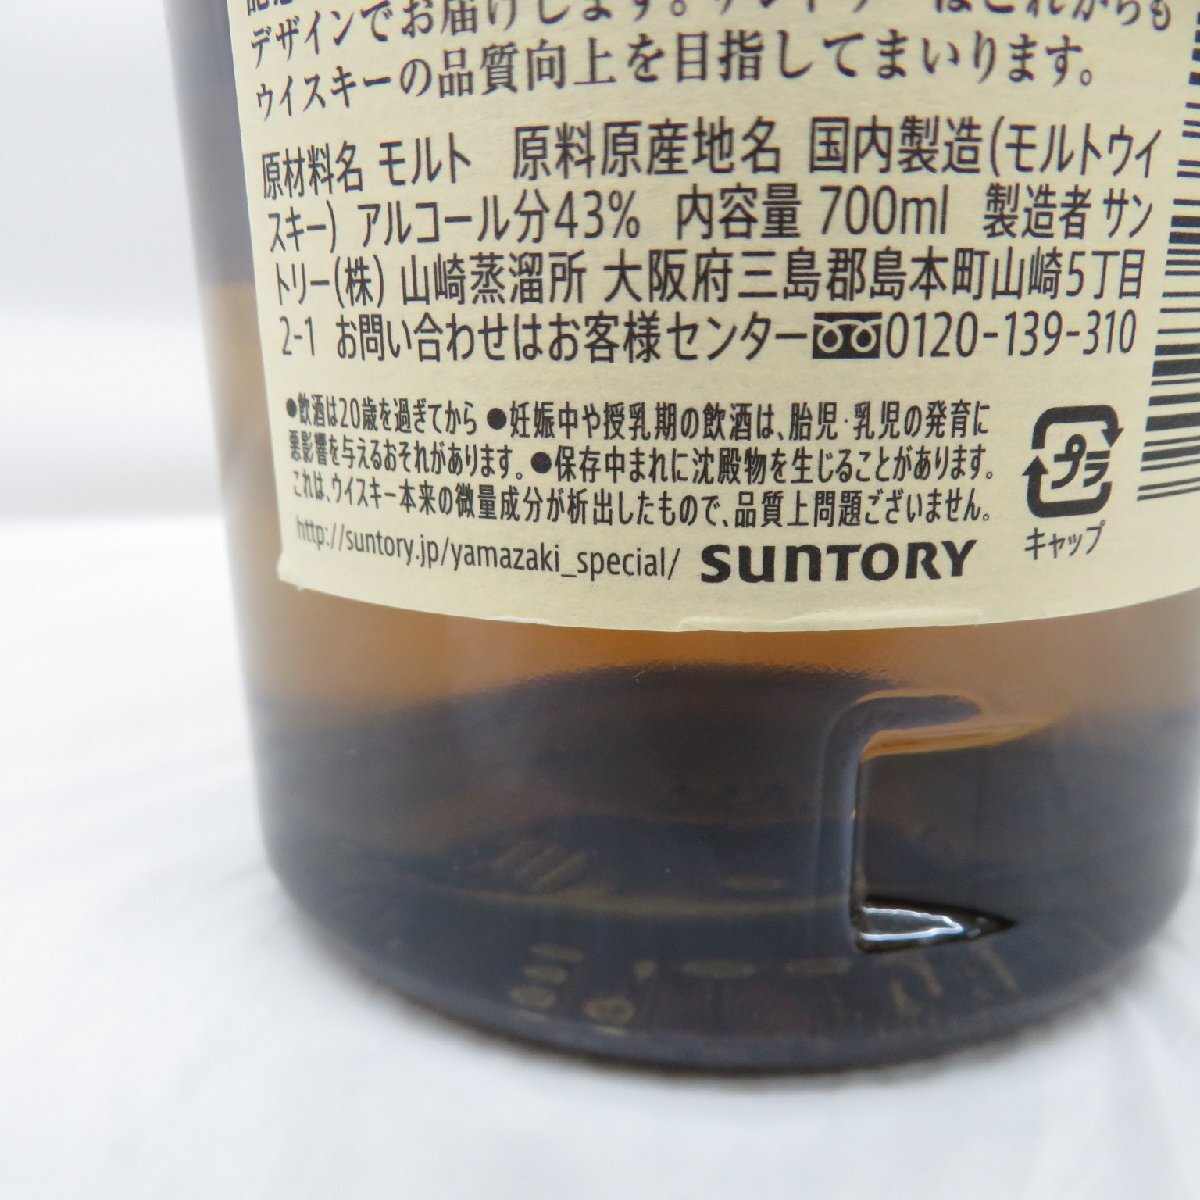 デザインでお届けします。サントリーはこれからも
ウイスキーの品質向上を目指してまいります。
原材料名 モルト 原料原産地名 国内製造(モルトウイ
スキー) アルコール分43% 内容量 700ml 製造者 サン
トリー(株) 山崎蒸溜所 大阪府三島郡島本町山崎5丁目
2-1 お問い合わせはお客様センター 0120-139-310
●飲酒は20歳を過ぎてから ●妊娠中や授乳期の飲酒は、胎児・乳児の発育に
悪影響を与えるおそれがあります。●保存中まれに沈殿物を生じることがあります。
これは、ウイスキー本来の微量成分が析出したもので、品質上問題ございません。
http://suntory.jp/yamazaki_special/ SUNTORY
プラ
キャップ